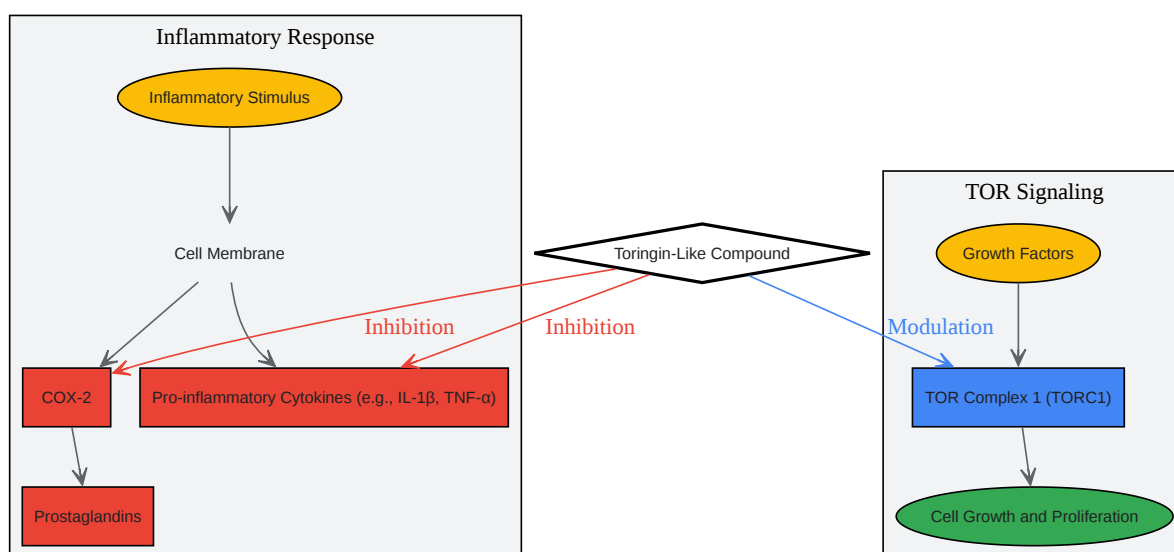 Inflammatory Response
Inflammatory Stimulus
Cell Membrane
Inhibition
COX-2
Pro-inflammatory Cytokines (e.g., IL-1β, TNF-α)
Prostaglandins
Toringin-Like Compound
Inhibition
Modulation
TOR Signaling
Growth Factors
TOR Complex 1 (TORC1)
Cell Growth and Proliferation